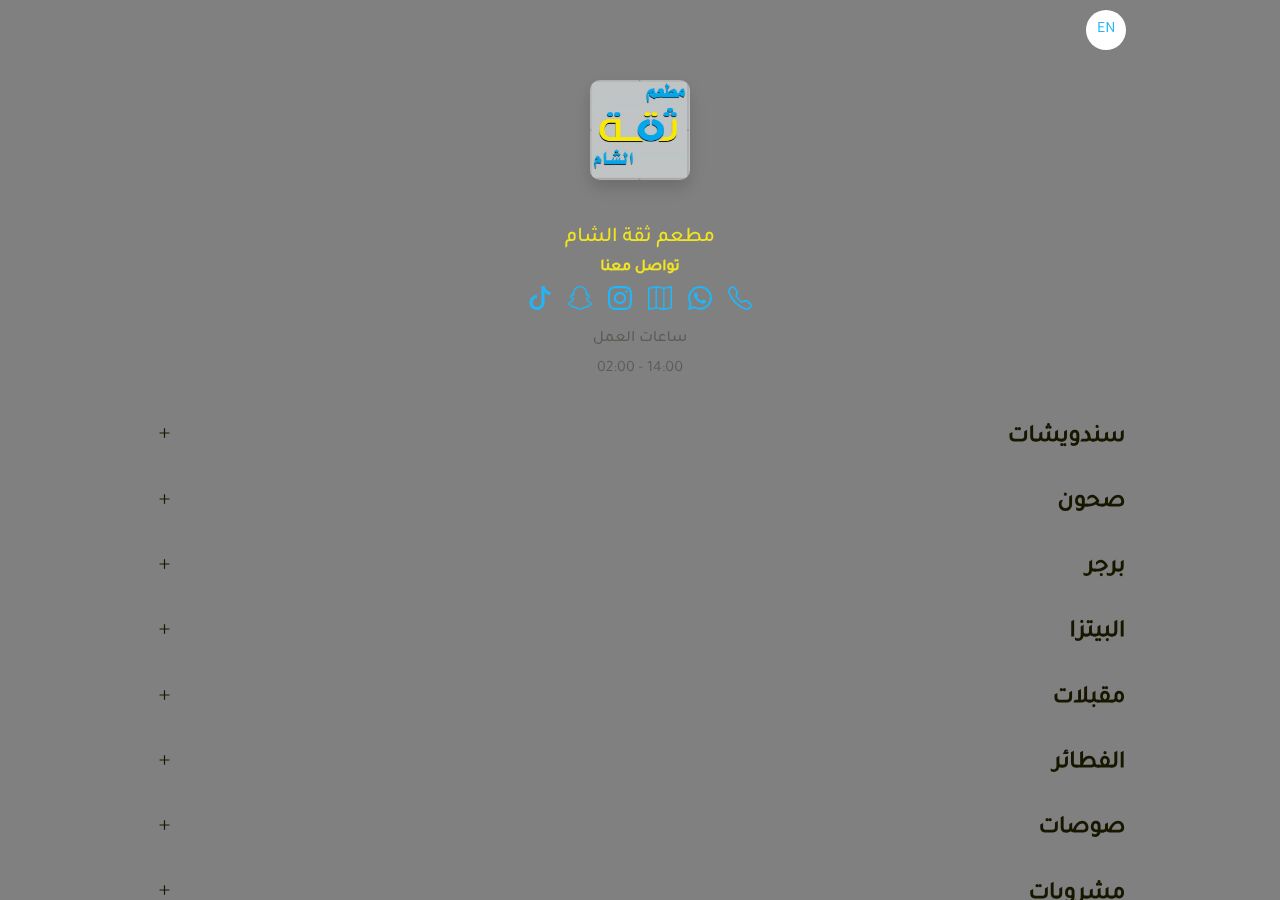 EN
مطعم
ثقة
الشام
مطعم ثقة الشام
تواصل معنا
ساعات العمل
02:00 - 14:00
سندويشات
+
صحون
+
برجر
+
البيتزا
+
مقبلات
+
الفطائر
+
صوصات
+
مشروبات
+